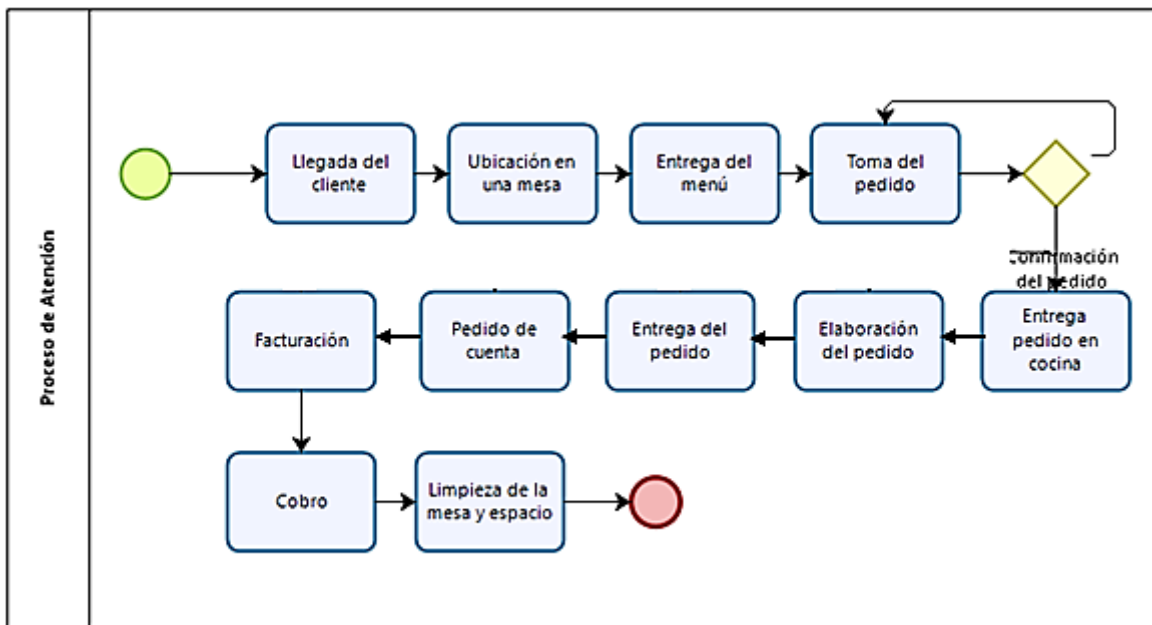 Proceso de Atención
Llegada del
cliente
Ubicación en
una mesa
Entrega del
menú
Toma del
pedido
Confirmación
del pedido
Facturación
Pedido de
cuenta
Entrega del
pedido
Elaboración
del pedido
Entrega
pedido en
cocina
Cobro
Limpieza de la
mesa y espacio